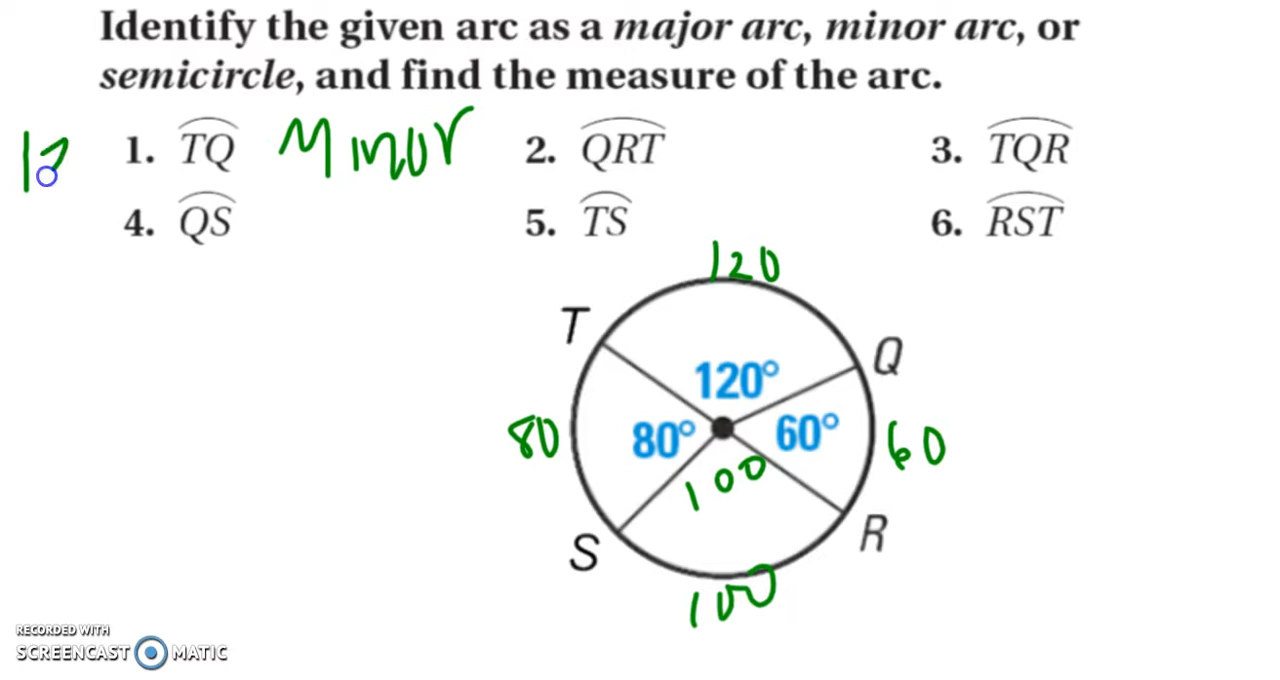 Identify the given arc as a major arc, minor arc, or
semicircle, and find the measure of the arc.
1. TQ Minor 2. QRT 3. TQR
4. QS 5. TS 6. RST
120
T
Q
120°
80 80° 60° 60
100
S
R
100
RECORDED WITH
SCREENCAST MATIC